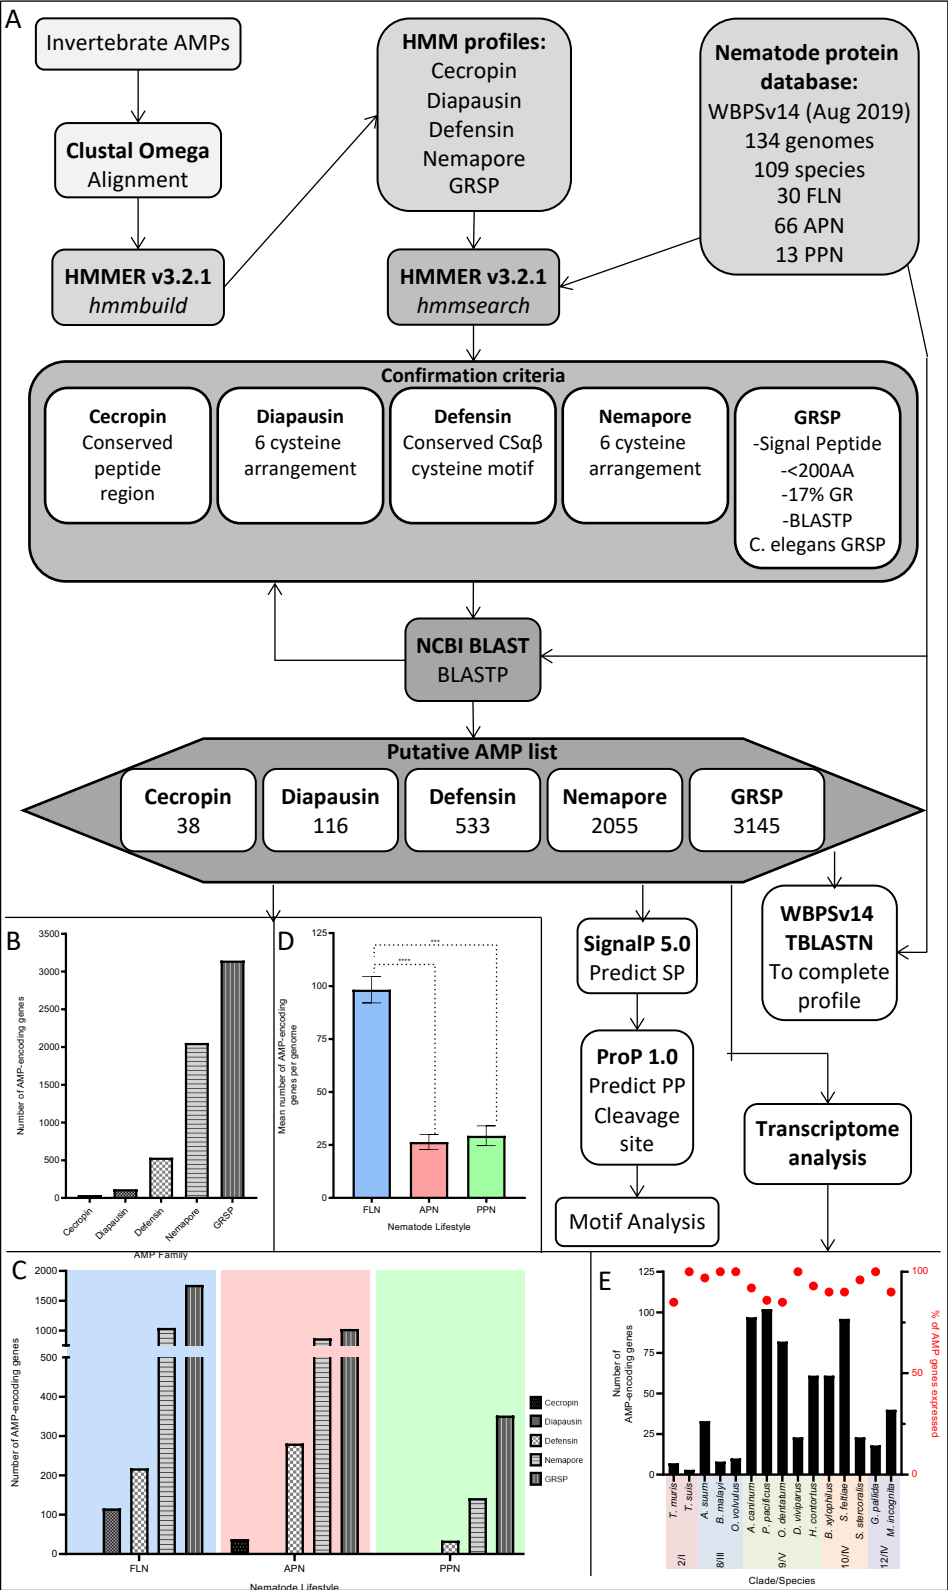 A
Invertebrate AMPs
Clustal Omega
Alignment
HMMER v3.2.1
hmmbuild
HMM profiles:
Cecropin
Diapausin
Defensin
Nemapore
GRSP
HMMER v3.2.1
hmmsearch
Nematode protein
database:
WBPSv14 (Aug 2019)
134 genomes
109 species
30 FLN
66 APN
13 PPN
Confirmation criteria
Cecropin
Conserved
peptide
region
Diapausin
6 cysteine
arrangement
Defensin
Conserved CSαβ
cysteine motif
Nemapore
6 cysteine
arrangement
GRSP
-Signal Peptide
-<200AA
-17% GR
-BLASTP
C. elegans GRSP
NCBI BLAST
BLASTP
Putative AMP list
Cecropin
38
Diapausin
116
Defensin
533
Nemapore
2055
GRSP
3145
SignalP 5.0
Predict SP
ProP 1.0
Predict PP
Cleavage
site
Motif Analysis
WBPSv14
TBLASTN
To complete
profile
Transcriptome
analysis
B
Number of AMP-encoding genes
3500
3000
2500
2000
1500
1000
500
0
Cecropin
Diapausin
Defensin
Nemapore
GRSP
AMP Family
D
Mean number of AMP-encoding
genes per genome
125
100
75
50
25
0
***
****
FLN
APN
PPN
Nematode Lifestyle
C
Number of AMP-encoding genes
2000
1500
1000
500
400
300
200
100
0
FLN
APN
PPN
Nematode Lifestyle
Cecropin
Diapausin
Defensin
Nemapore
GRSP
E
Number of
AMP-encoding genes
125
100
75
50
25
0
100
50
0
% of AMP genes expressed
T. muris
T. suis
A. suum
B. malayi
O. volvulus
A. caninum
P. pacificus
O. dentatum
D. viviparus
H. contortus
B. xylophilus
S. feltiae
S. stercoralis
G. pallida
M. incognita
2/I
8/III
9/V
10/IV
12/IV
Clade/Species